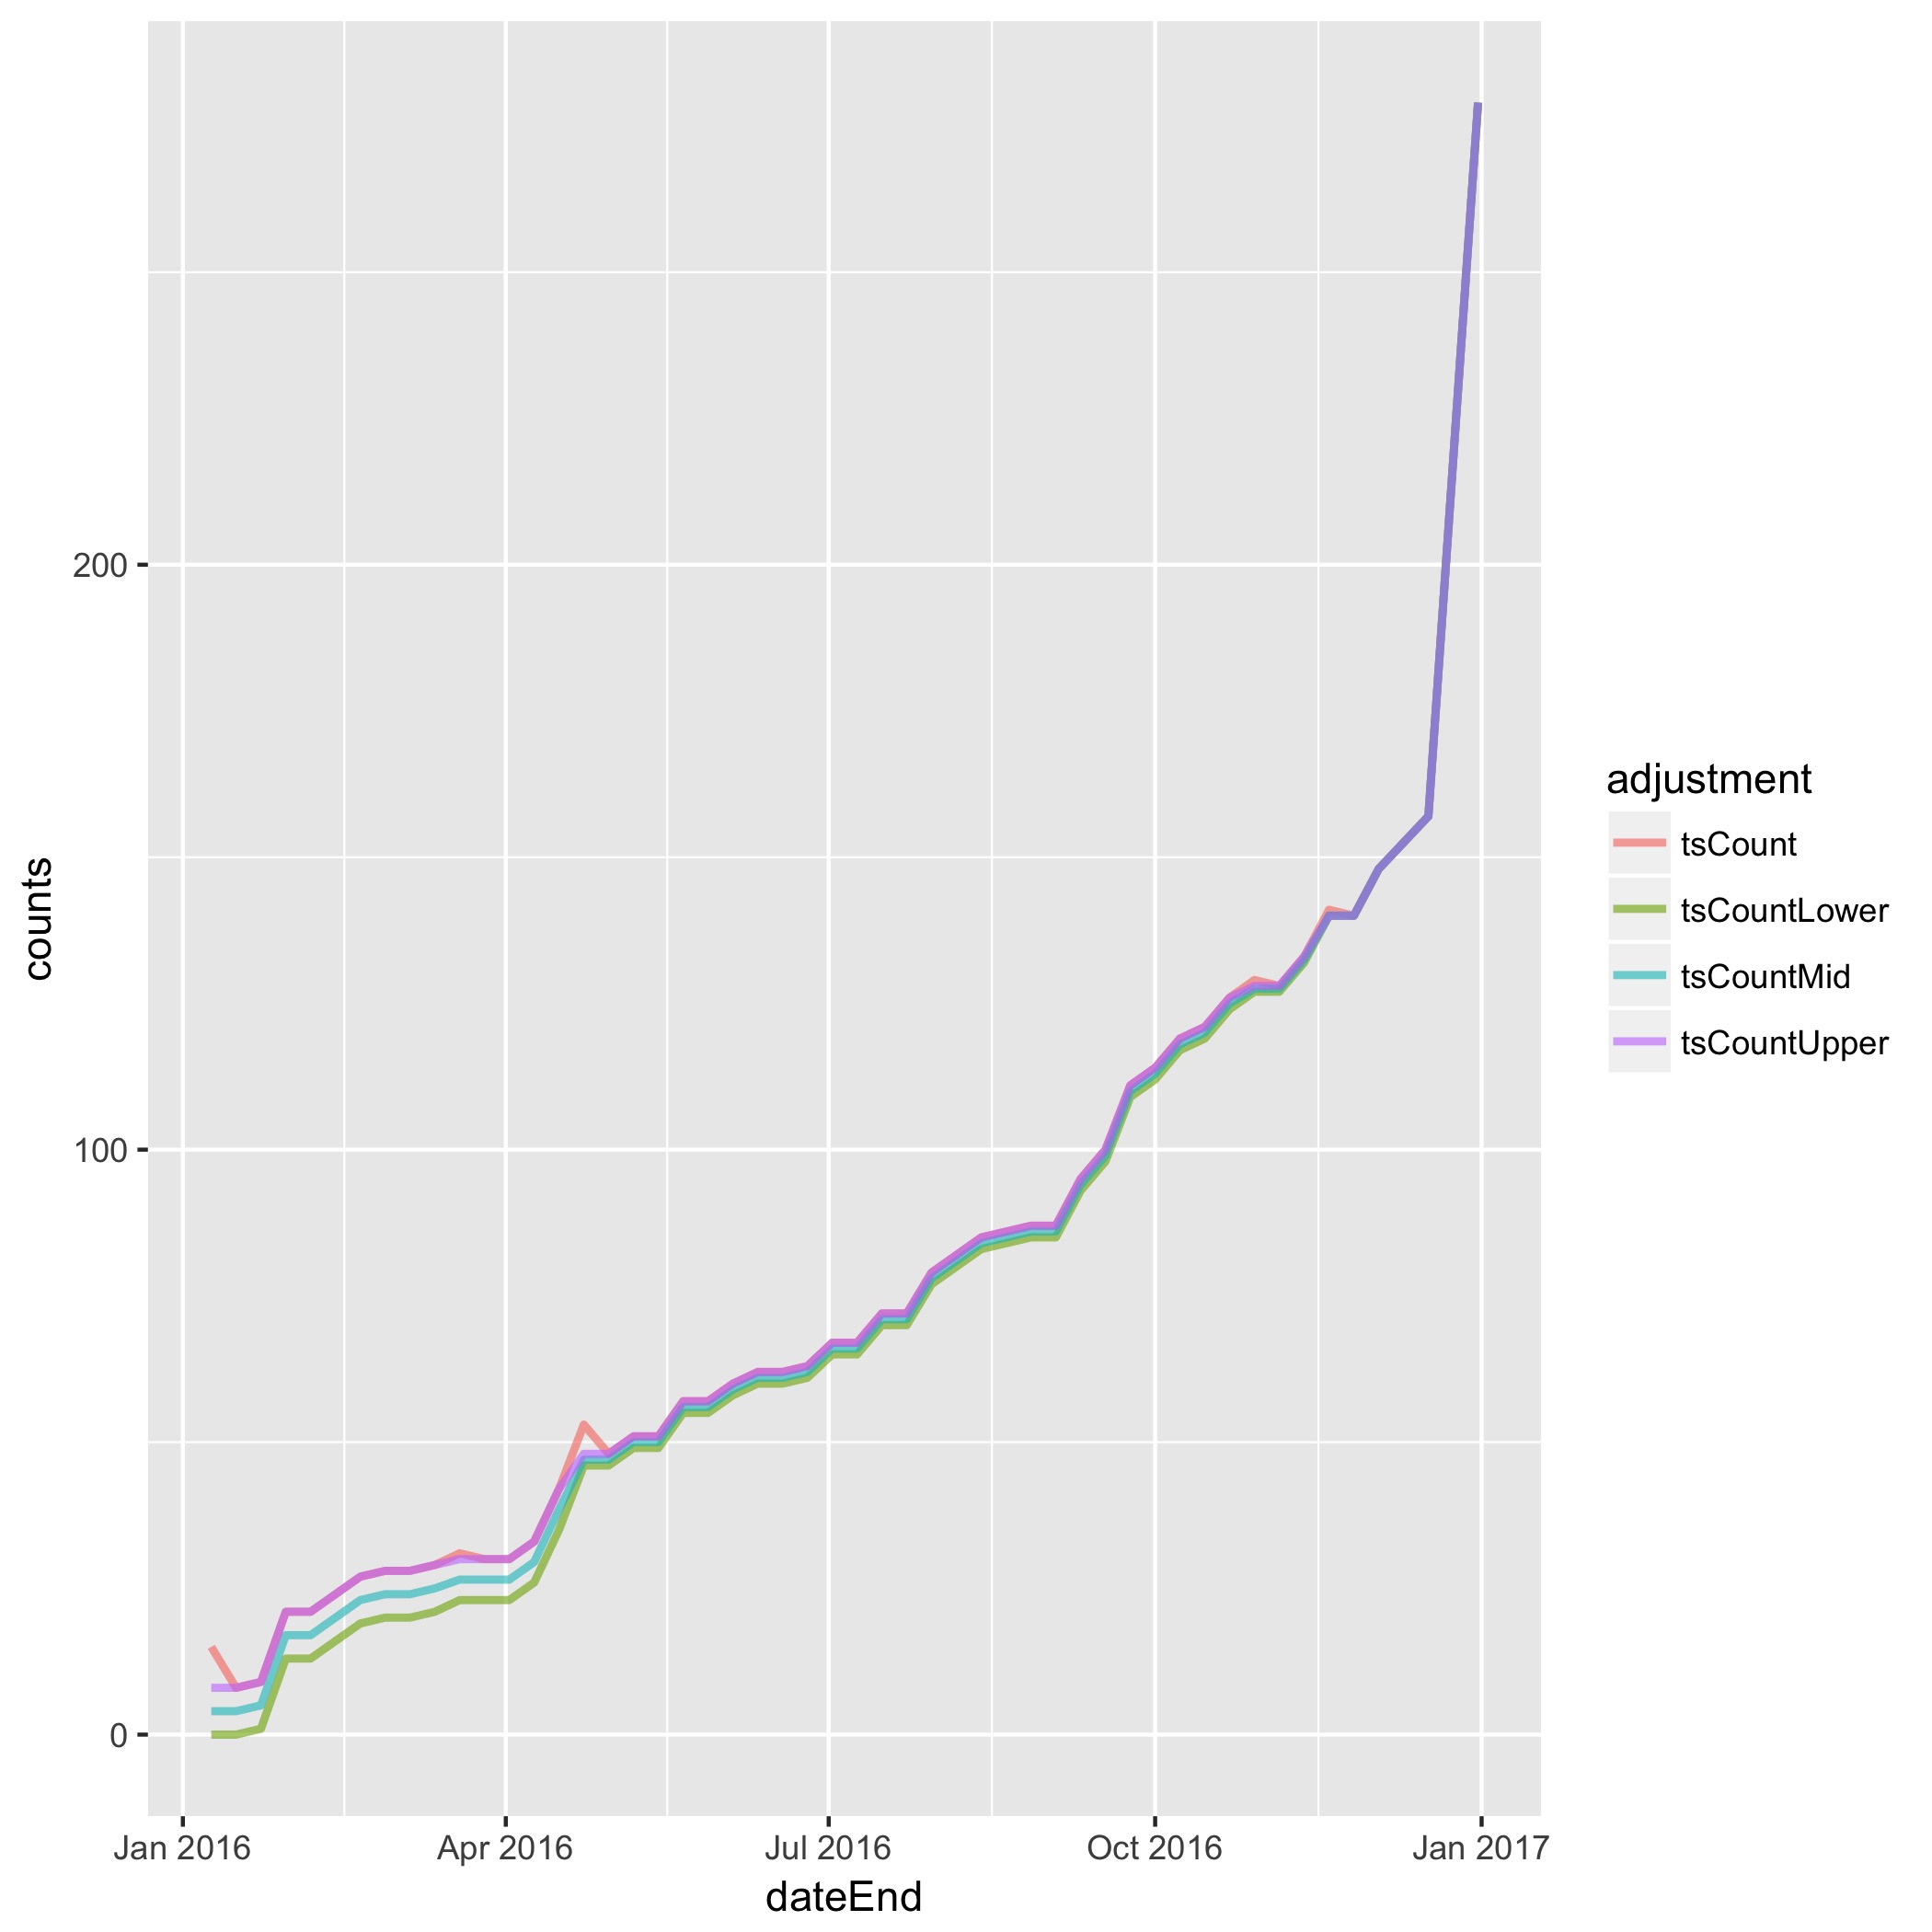 counts
200
100
0
Jan 2016
Apr 2016
Jul 2016
Oct 2016
Jan 2017
dateEnd
adjustment
tsCount
tsCountLower
tsCountMid
tsCountUpper